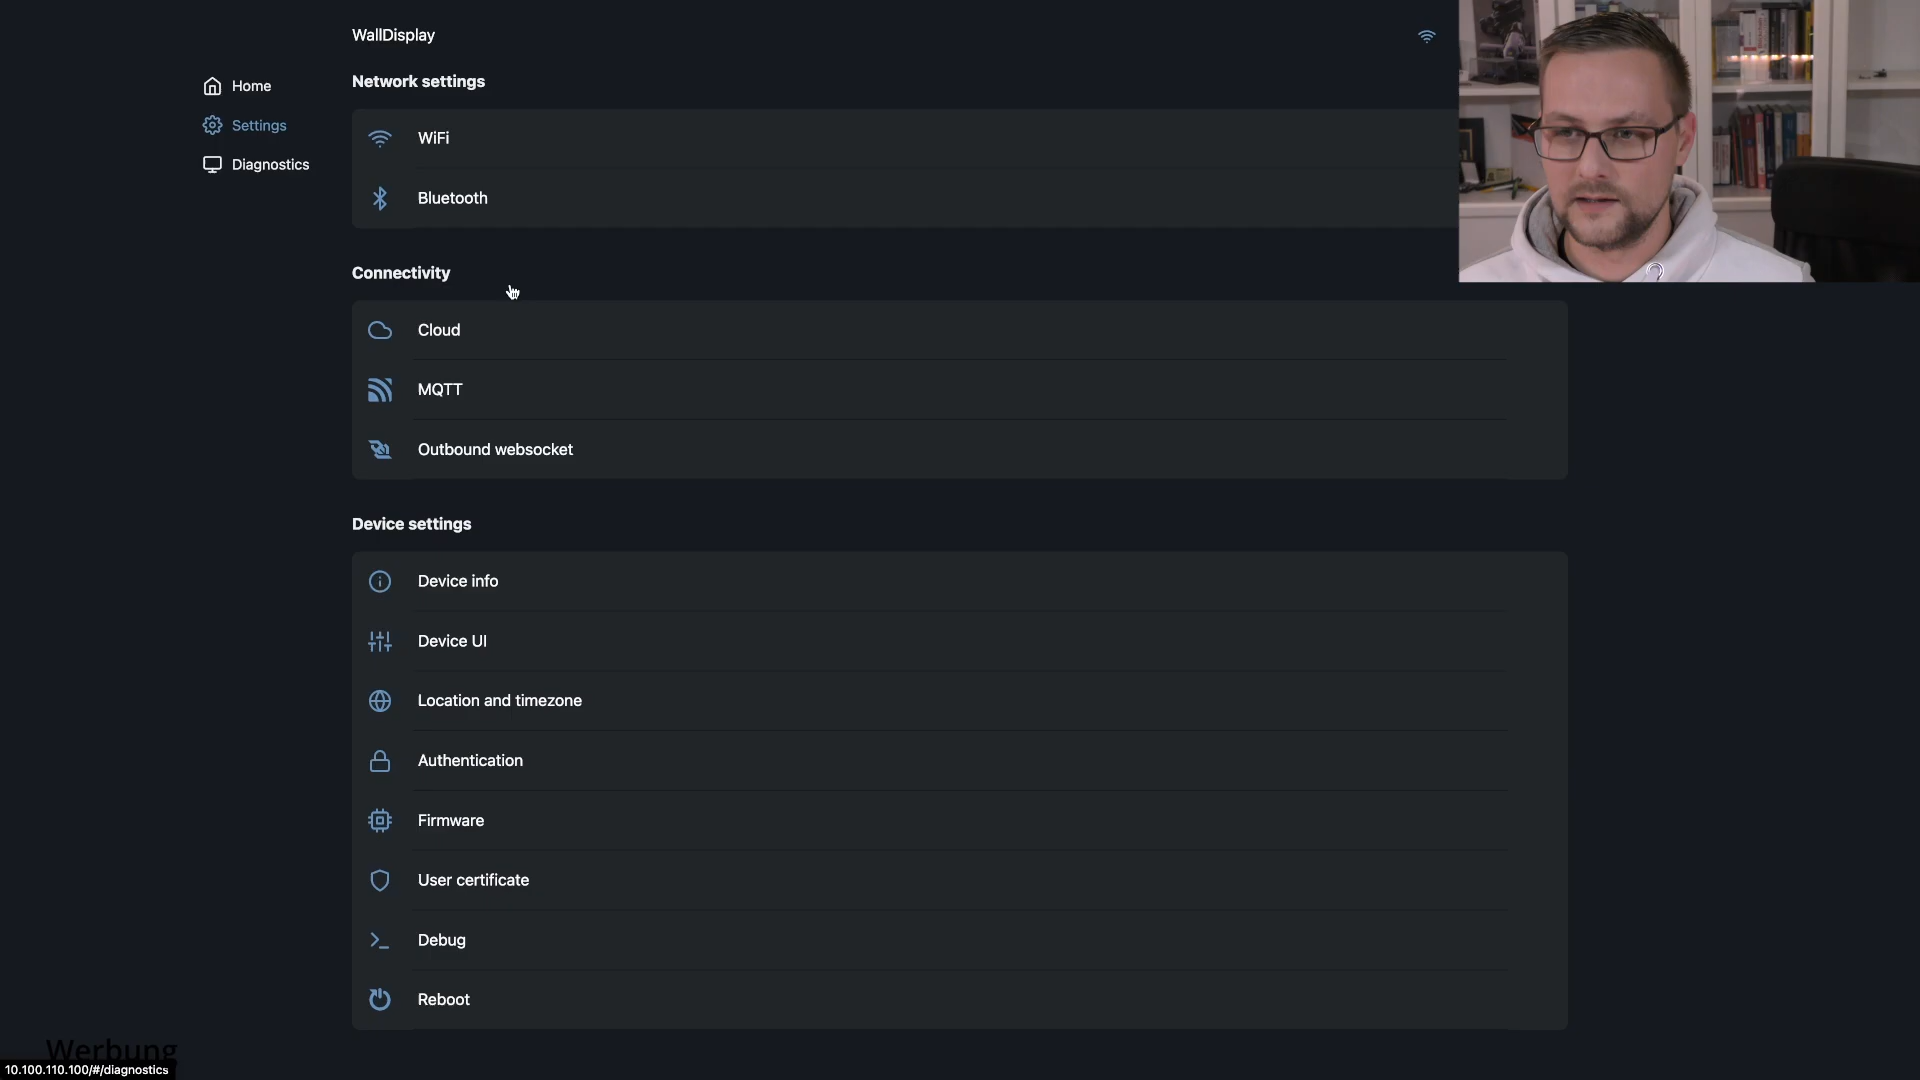 WallDisplay
Home
Settings
Diagnostics
Network settings
WiFi
Bluetooth
Connectivity
Cloud
MQTT
Outbound websocket
Device settings
Device info
Device UI
Location and timezone
Authentication
Firmware
User certificate
Debug
Reboot
Werbung
10.100.110.100/#/diagnostics